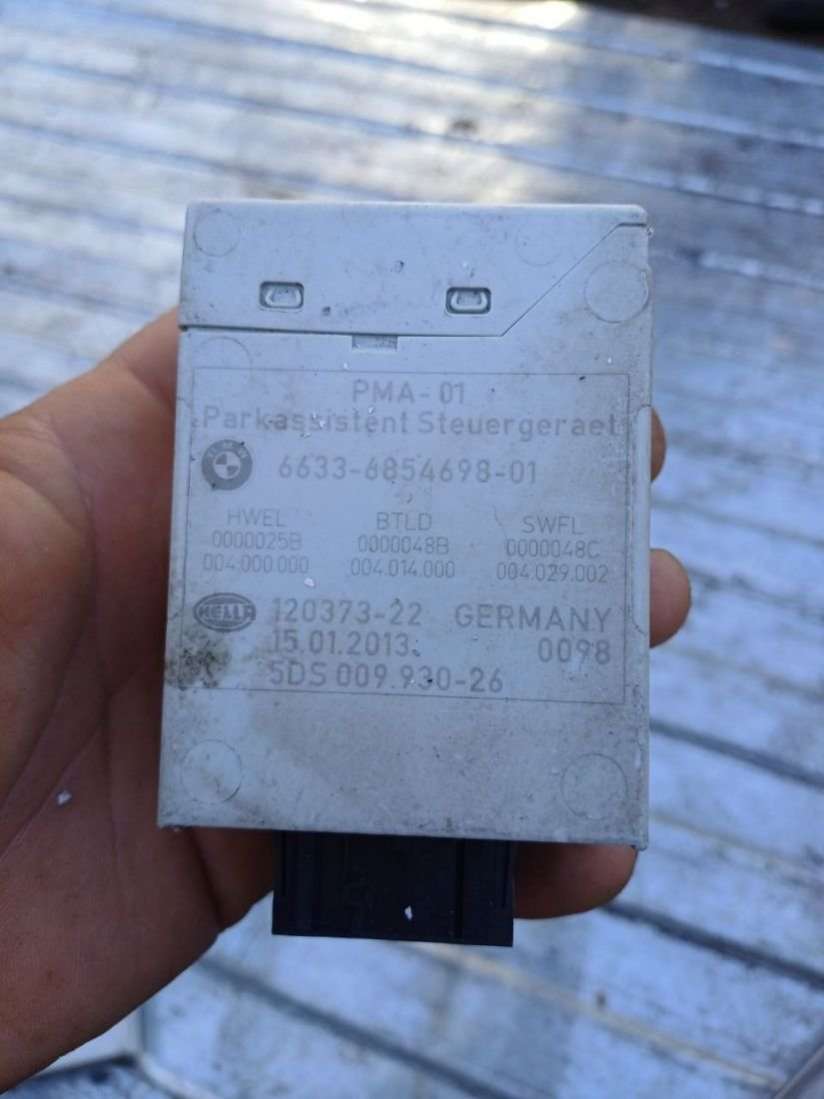 PMA-01
Parkassistent Steuergeraet
BMW 6633-6854698-01
HWEL BTLD SWFL
0000025B 0000048B 0000048C
004.000.000 004.014.000 004.029.002
HELLA 120373-22 GERMANY
15.01.2013 0098
5DS 009.930-26